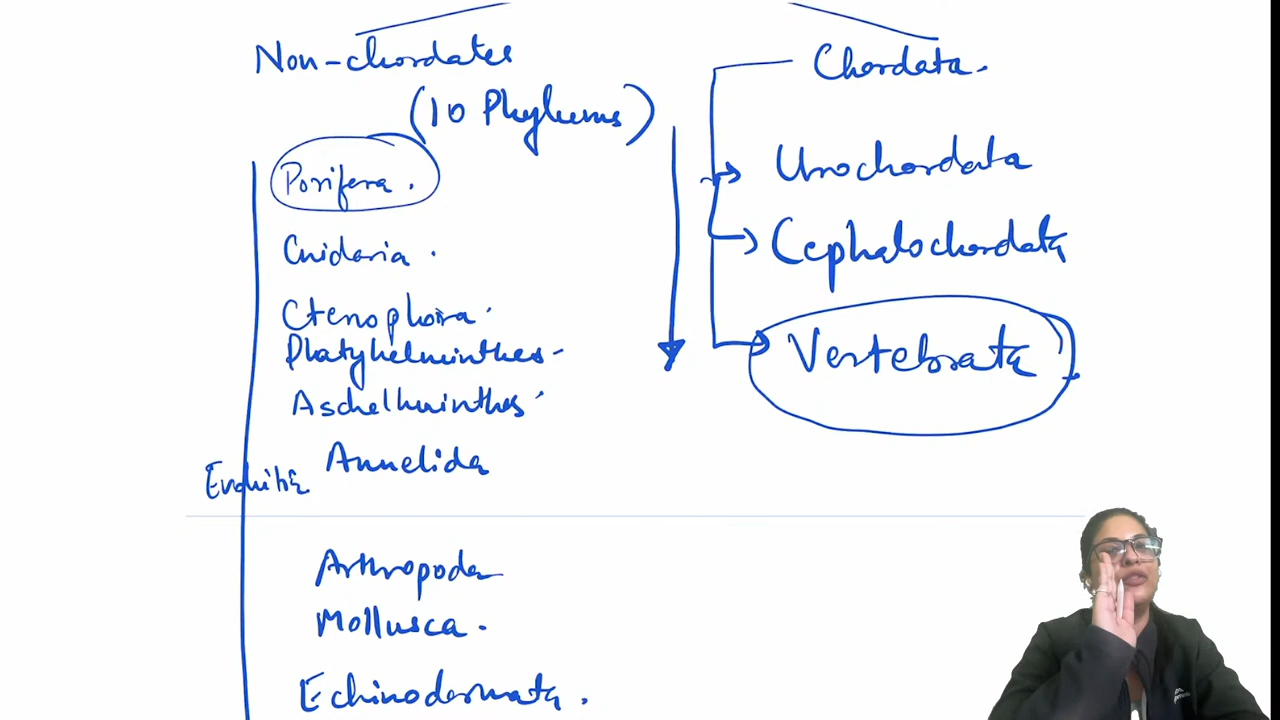 Non-chordates
(10 Phylums)
Porifera.
Cnidaria.
Ctenophora.
Platyhelminthes-
Aschelminthes.
Annelida
Arthropoda
Mollusca.
Echinodermata.
Chordata.
Urochordata
Cephalochordata
Vertebrata